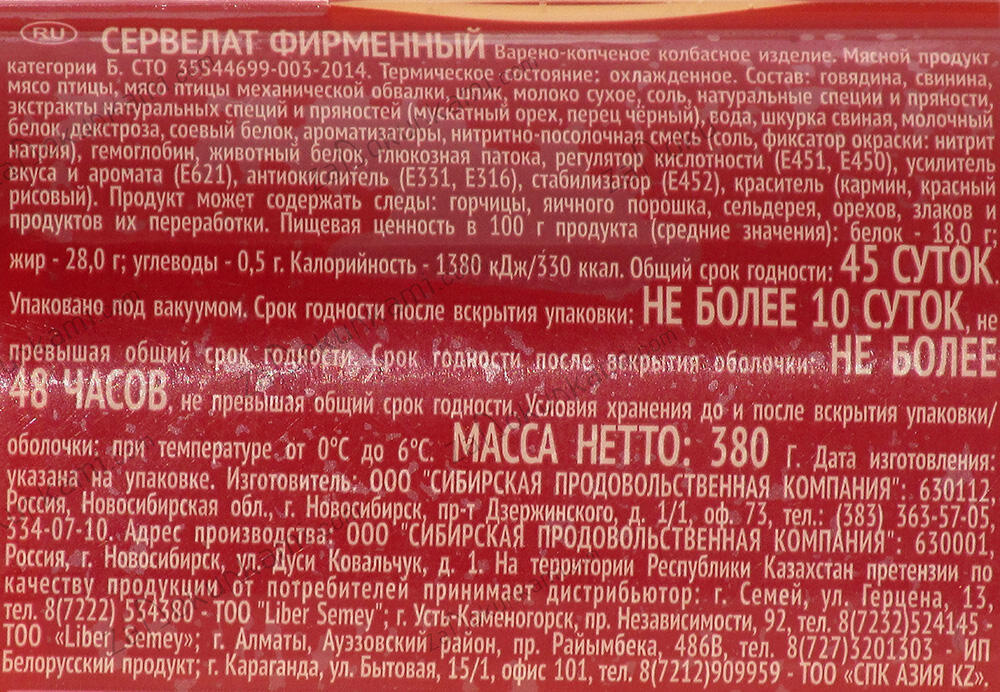 RU СЕРВЕЛАТ ФИРМЕННЫЙ Варено-копченое колбасное изделие. Мясной продукт
категории Б. СТО 35544699-003-2014. Термическое состояние: охлажденное. Состав: говядина, свинина,
мясо птицы, мясо птицы механической обвалки, шпик, молоко сухое, соль, натуральные специи и пряности,
экстракты натуральных специй и пряностей (мускатный орех, перец чёрный), вода, шкурка свиная, молочный
белок, декстроза, соевый белок, ароматизаторы, нитритно-посолочная смесь (соль, фиксатор окраски: нитрит
натрия), гемоглобин, животный белок, глюкозная патока, регулятор кислотности (Е451, Е450), усилитель
вкуса и аромата (Е621), антиокислитель (Е331, Е316), стабилизатор (Е452), краситель (кармин, красный
рисовый). Продукт может содержать следы: горчицы, яичного порошка, сельдерея, орехов, злаков и
продуктов их переработки. Пищевая ценность в 100 г продукта (средние значения): белок - 18,0 г;
жир - 28,0 г; углеводы - 0,5 г. Калорийность - 1380 кДж/330 ккал. Общий срок годности: 45 СУТОК.
Упаковано под вакуумом. Срок годности после вскрытия упаковки: НЕ БОЛЕЕ 10 СУТОК, не
превышая общий срок годности. Срок годности после вскрытия оболочки: НЕ БОЛЕЕ
48 ЧАСОВ, не превышая общий срок годности. Условия хранения до и после вскрытия упаковки/
оболочки: при температуре от 0°С до 6°С. МАССА НЕТТО: 380 Г. Дата изготовления:
указана на упаковке. Изготовитель: ООО "СИБИРСКАЯ ПРОДОВОЛЬСТВЕННАЯ КОМПАНИЯ": 630112,
Россия, Новосибирская обл., г. Новосибирск, пр-т Дзержинского, д. 1/1, оф. 73, тел.: (383) 363-57-05,
334-07-10. Адрес производства: ООО "СИБИРСКАЯ ПРОДОВОЛЬСТВЕННАЯ КОМПАНИЯ": 630001,
Россия, г. Новосибирск, ул. Дуси Ковальчук, д. 1. На территории Республики Казахстан претензии по
качеству продукции от потребителей принимает дистрибьютор: г. Семей, ул. Герцена, 13,
тел. 8(7222) 534380 - ТОО "Liber Semey"; г. Усть-Каменогорск, пр. Независимости, 92, тел. 8(7232)524145 -
ТОО «Liber Semey»; г. Алматы, Ауэзовский район, пр. Райымбека, 486В, тел. 8(727)3201303 - ИП
Белорусский продукт; г. Караганда, ул. Бытовая, 15/1, офис 101, тел. 8(7212)909959 - ТОО «СПК АЗИЯ KZ».